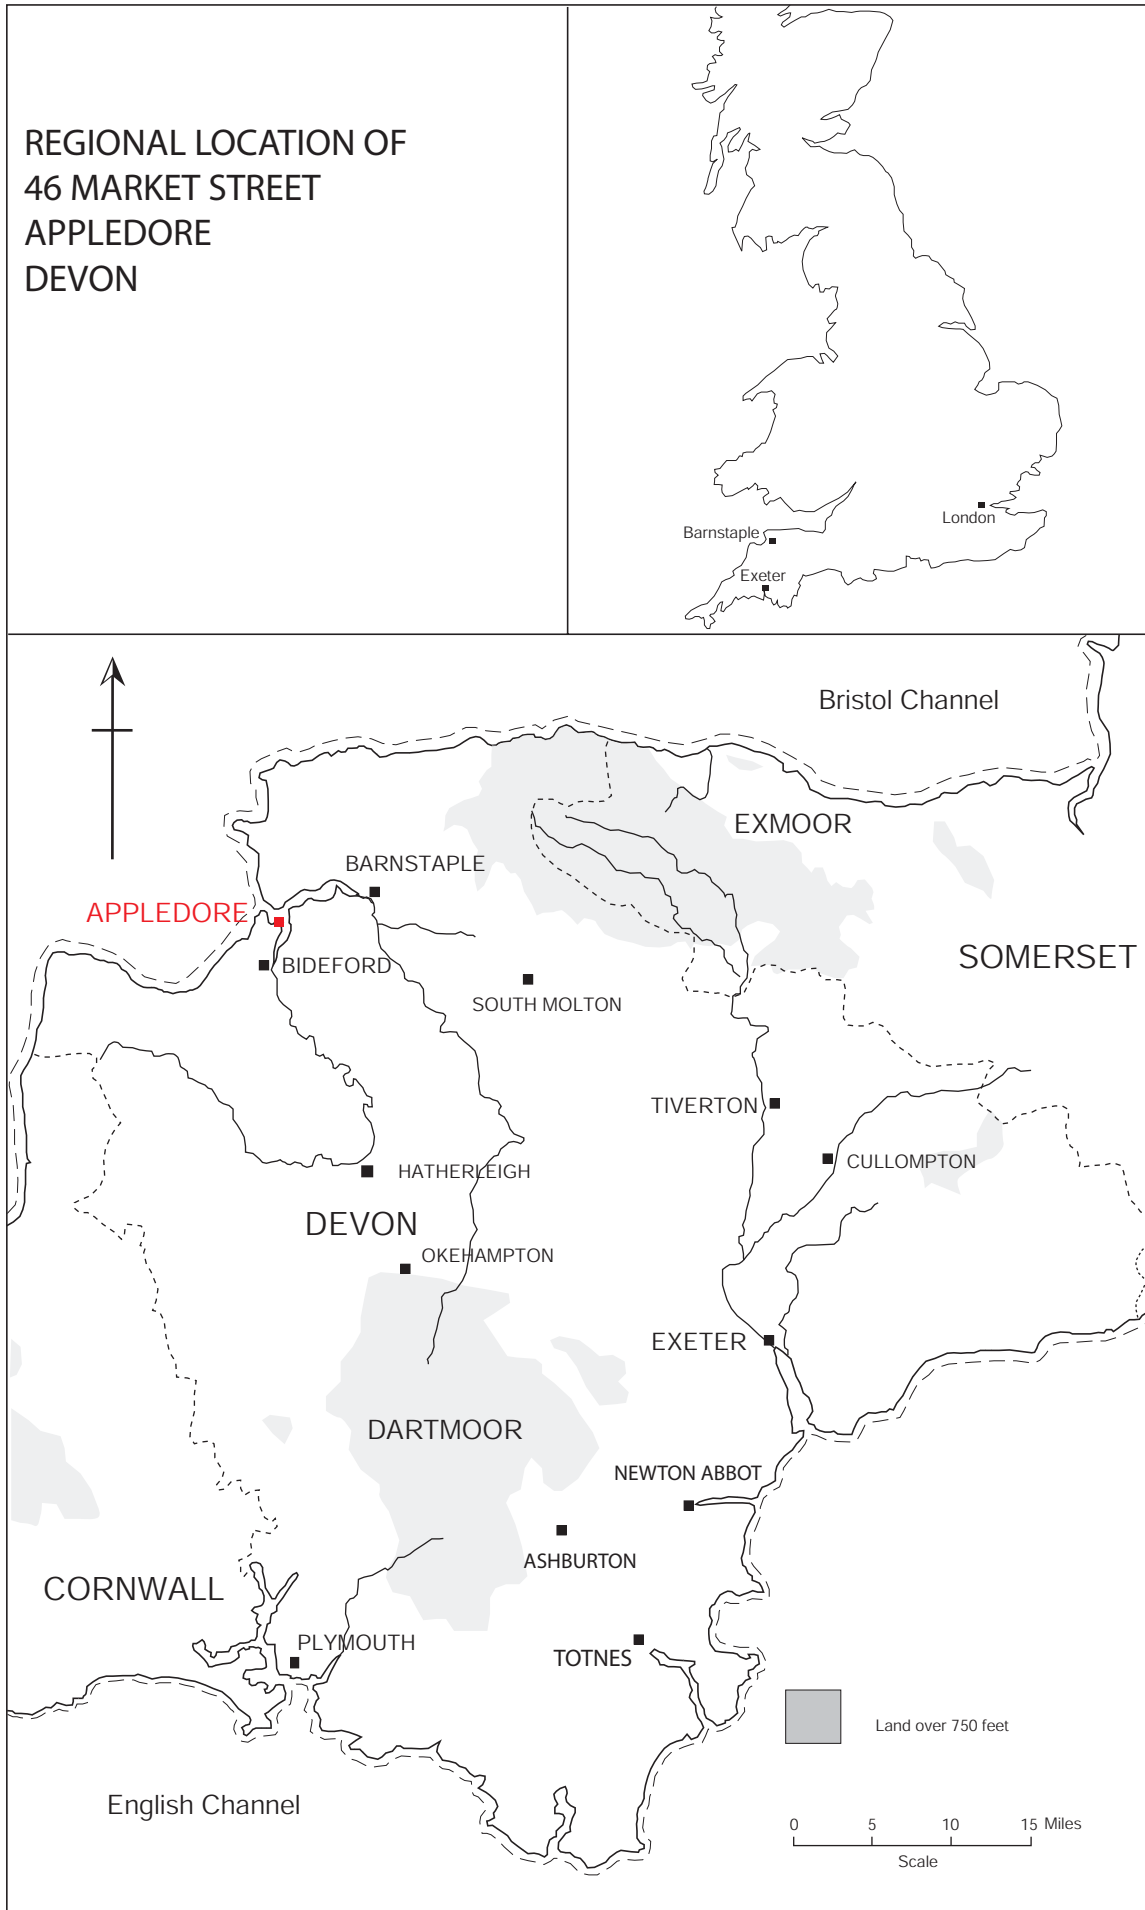 REGIONAL LOCATION OF
46 MARKET STREET
APPLEDORE
DEVON
Barnstaple
London
Exeter
Bristol Channel
EXMOOR
BARNSTAPLE
APPLEDORE
SOMERSET
BIDEFORD
SOUTH MOLTON
TIVERTON
CULLOMPTON
HATHERLEIGH
DEVON
OKEHAMPTON
EXETER
DARTMOOR
NEWTON ABBOT
ASHBURTON
CORNWALL
PLYMOUTH
TOTNES
Land over 750 feet
English Channel
0 5 10 15 Miles
Scale